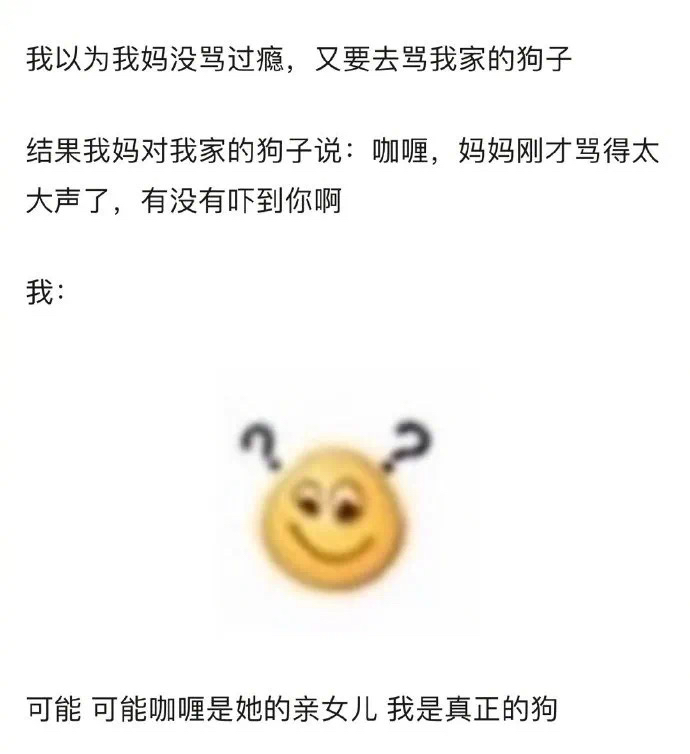 我以为我妈没骂过瘾，又要去骂我家的狗子
结果我妈对我家的狗子说：咖喱，妈妈刚才骂得太
大声了，有没有吓到你啊
我：
? ?
可能 可能咖喱是她的亲女儿 我是真正的狗